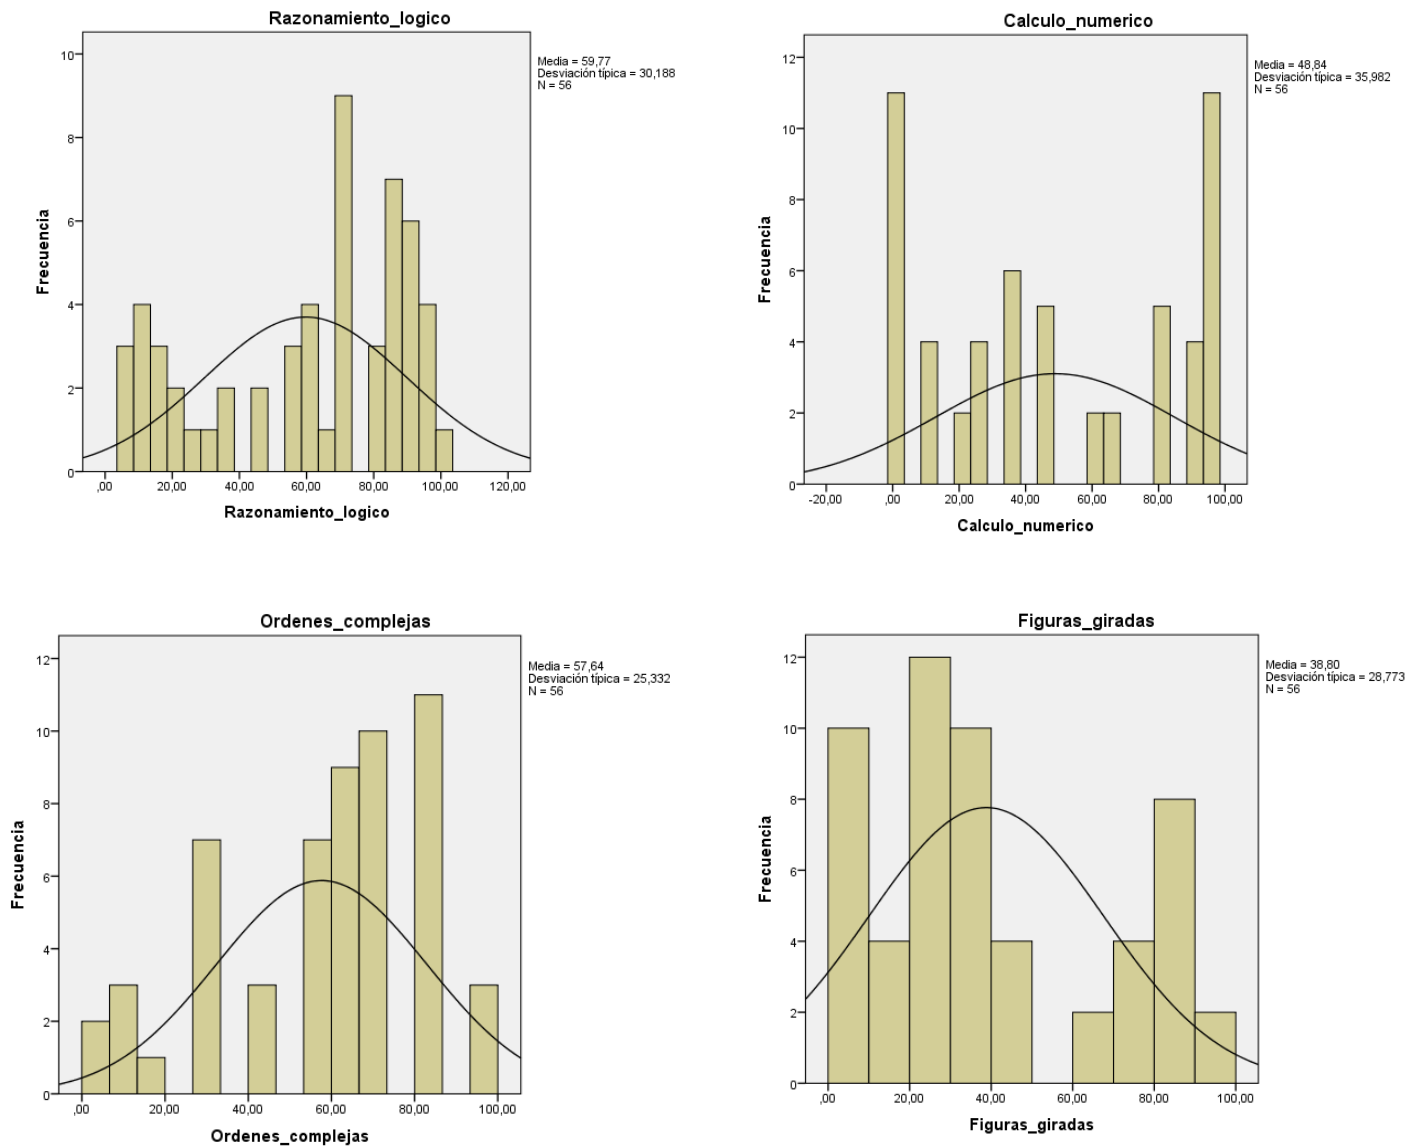 Razonamiento_logico
Media = 59,77
Desviación típica = 30,188
N = 56
Frecuencia
10
8
6
4
2
0
,00 20,00 40,00 60,00 80,00 100,00 120,00
Razonamiento_logico
Calculo_numerico
Media = 48,84
Desviación típica = 35,982
N = 56
Frecuencia
12
10
8
6
4
2
0
-20,00 ,00 20,00 40,00 60,00 80,00 100,00
Calculo_numerico
Ordenes_complejas
Media = 57,64
Desviación típica = 25,332
N = 56
Frecuencia
12
10
8
6
4
2
0
,00 20,00 40,00 60,00 80,00 100,00
Ordenes_complejas
Figuras_giradas
Media = 38,80
Desviación típica = 28,773
N = 56
Frecuencia
12
10
8
6
4
2
0
,00 20,00 40,00 60,00 80,00 100,00
Figuras_giradas